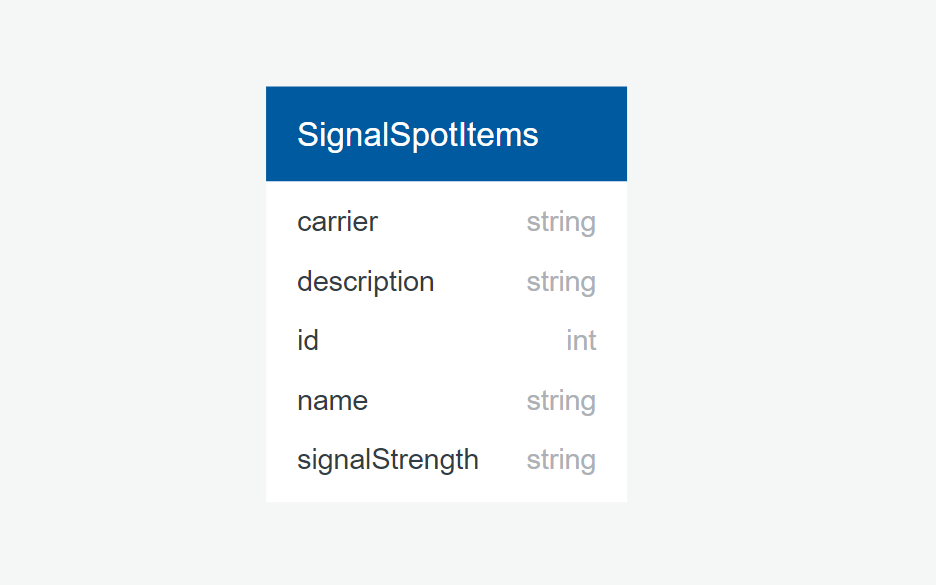 SignalSpotItems
carrier string
description string
id int
name string
signalStrength string